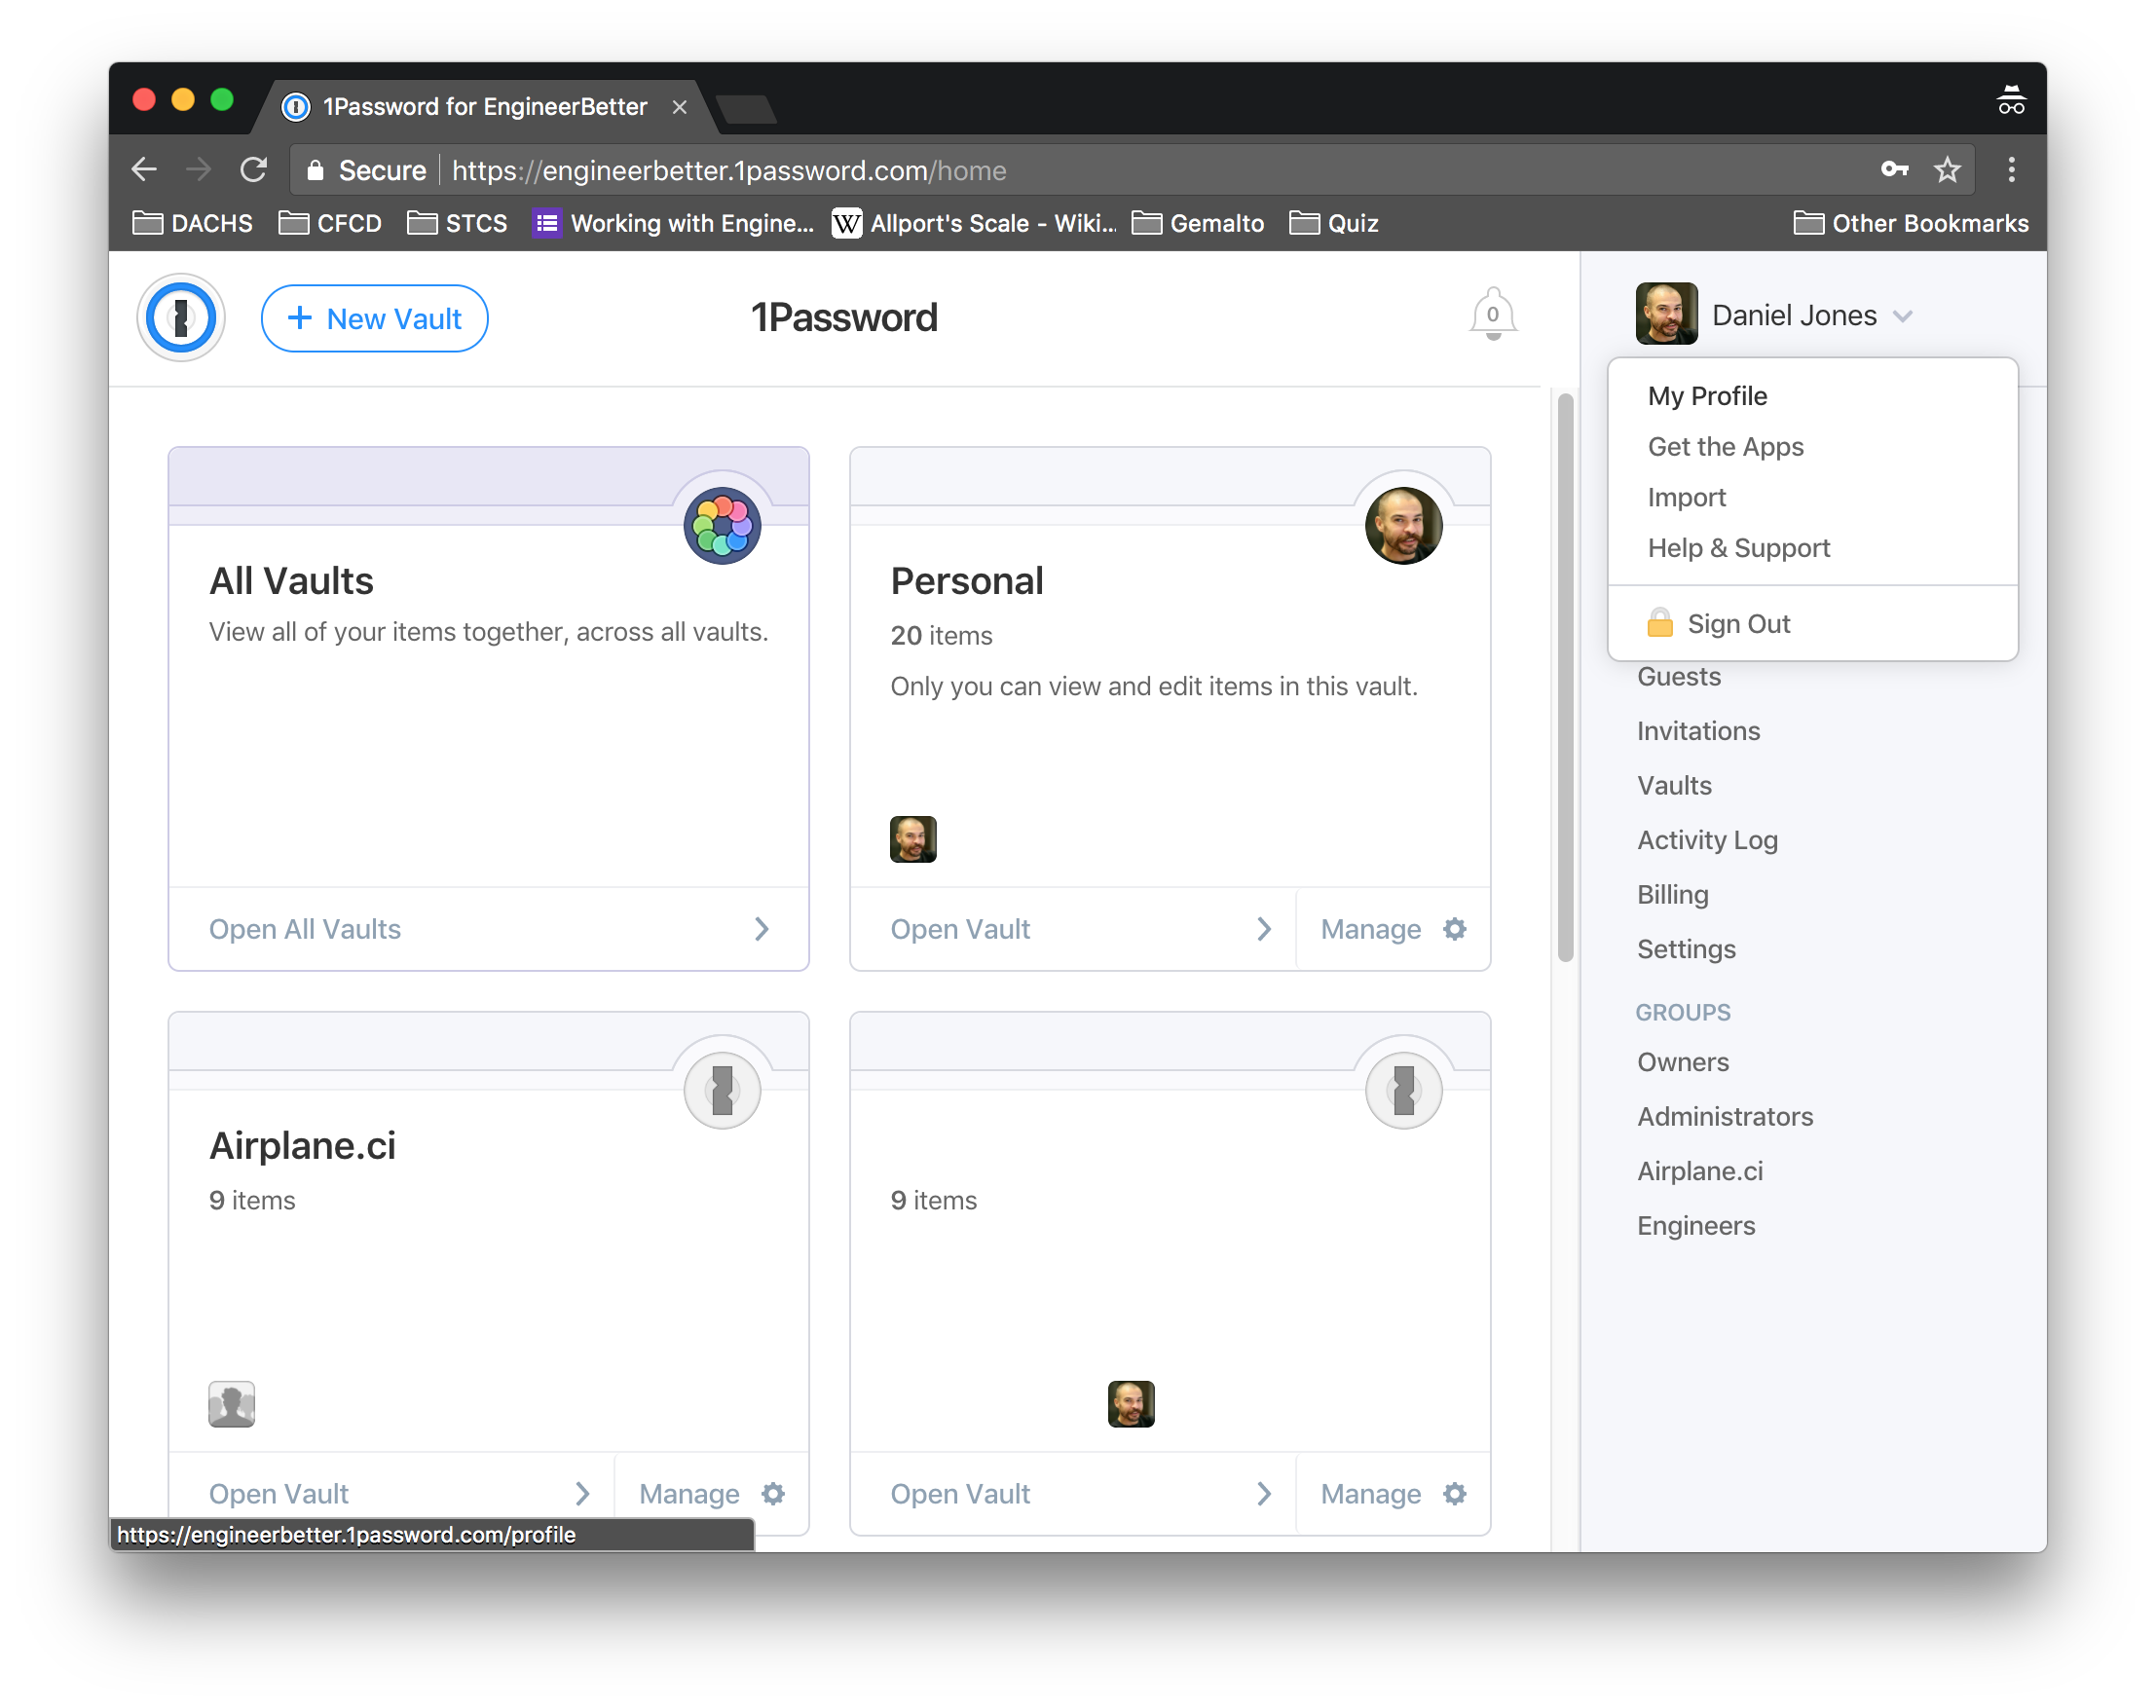 1Password for EngineerBetter
Secure https://engineerbetter.1password.com/home
DACHS CFCD STCS Working with Engine... Allport's Scale - Wiki... Gemalto Quiz Other Bookmarks
+ New Vault
1Password
0
Daniel Jones
My Profile
Get the Apps
Import
Help & Support
Sign Out
Guests
Invitations
Vaults
Activity Log
Billing
Settings
GROUPS
Owners
Administrators
Airplane.ci
Engineers
All Vaults
View all of your items together, across all vaults.
Open All Vaults
Personal
20 items
Only you can view and edit items in this vault.
Open Vault
Manage
Airplane.ci
9 items
Open Vault
Manage
9 items
Open Vault
Manage
https://engineerbetter.1password.com/profile